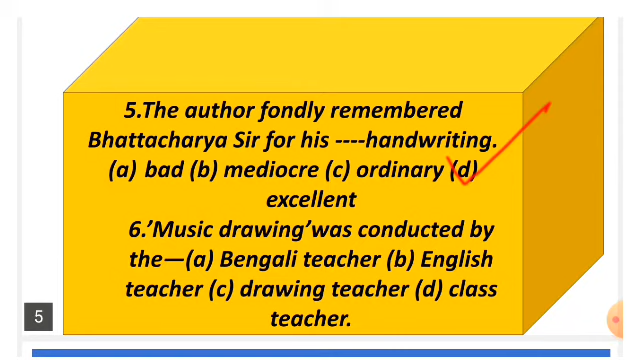 5.The author fondly remembered
Bhattacharya Sir for his ----handwriting.
(a) bad (b) mediocre (c) ordinary (d)
excellent
6.’Music drawing’was conducted by
the—(a) Bengali teacher (b) English
teacher (c) drawing teacher (d) class
teacher.
5